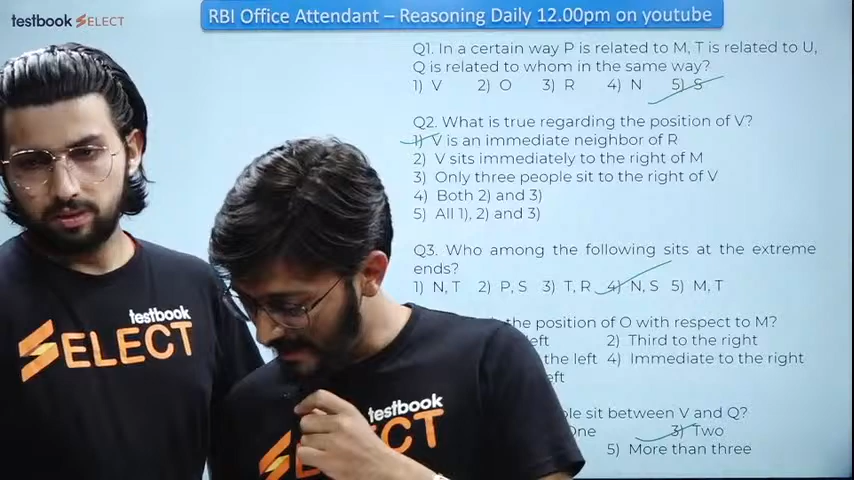 testbook SELECT
RBI Office Attendant – Reasoning Daily 12.00pm on youtube
Q1. In a certain way P is related to M, T is related to U,
Q is related to whom in the same way?
1) V 2) O 3) R 4) N 5) S
Q2. What is true regarding the position of V?
1) V is an immediate neighbor of R
2) V sits immediately to the right of M
3) Only three people sit to the right of V
4) Both 2) and 3)
5) All 1), 2) and 3)
Q3. Who among the following sits at the extreme
ends?
1) N, T 2) P, S 3) T, R 4) N, S 5) M, T
the position of O with respect to M?
2) Third to the right
the left 4) Immediate to the right
sit between V and Q?
3) Two
5) More than three
testbook
SELECT
testbook